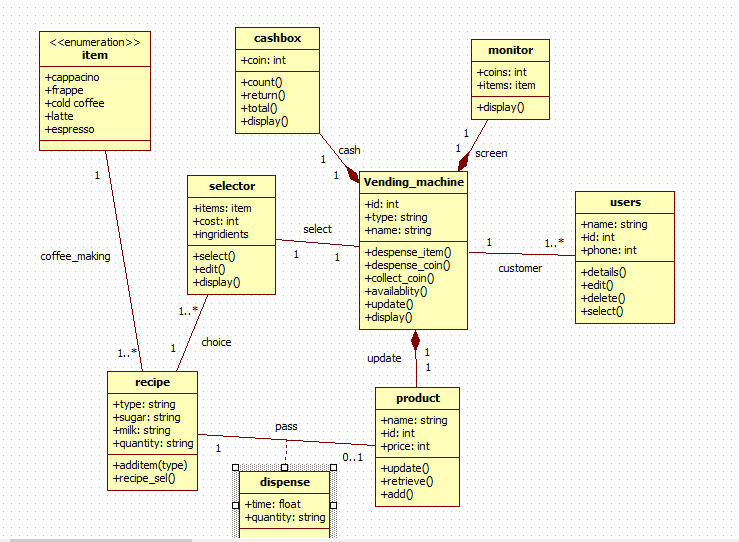 <<enumeration>>
item
+cappacino
+frappe
+cold coffee
+latte
+espresso
cashbox
+coin: int
+count()
+return()
+total()
+display()
monitor
+coins: int
+items: item
+display()
1
cash
1
1
1
1
screen
1
selector
+items: item
+cost: int
+ingridients
+select()
+edit()
+display()
select
1
1
Vending_machine
+id: int
+type: string
+name: string
+despense_item()
+despense_coin()
+collect_coin()
+availablity()
+update()
+display()
1
1..*
customer
users
+name: string
+id: int
+phone: int
+details()
+edit()
+delete()
+select()
coffee_making
1..*
1..*
1
choice
update
1
1
recipe
+type: string
+sugar: string
+milk: string
+quantity: string
+additem(type)
+recipe_sel()
pass
1
0..1
product
+name: string
+id: int
+price: int
+update()
+retrieve()
+add()
dispense
+time: float
+quantity: string